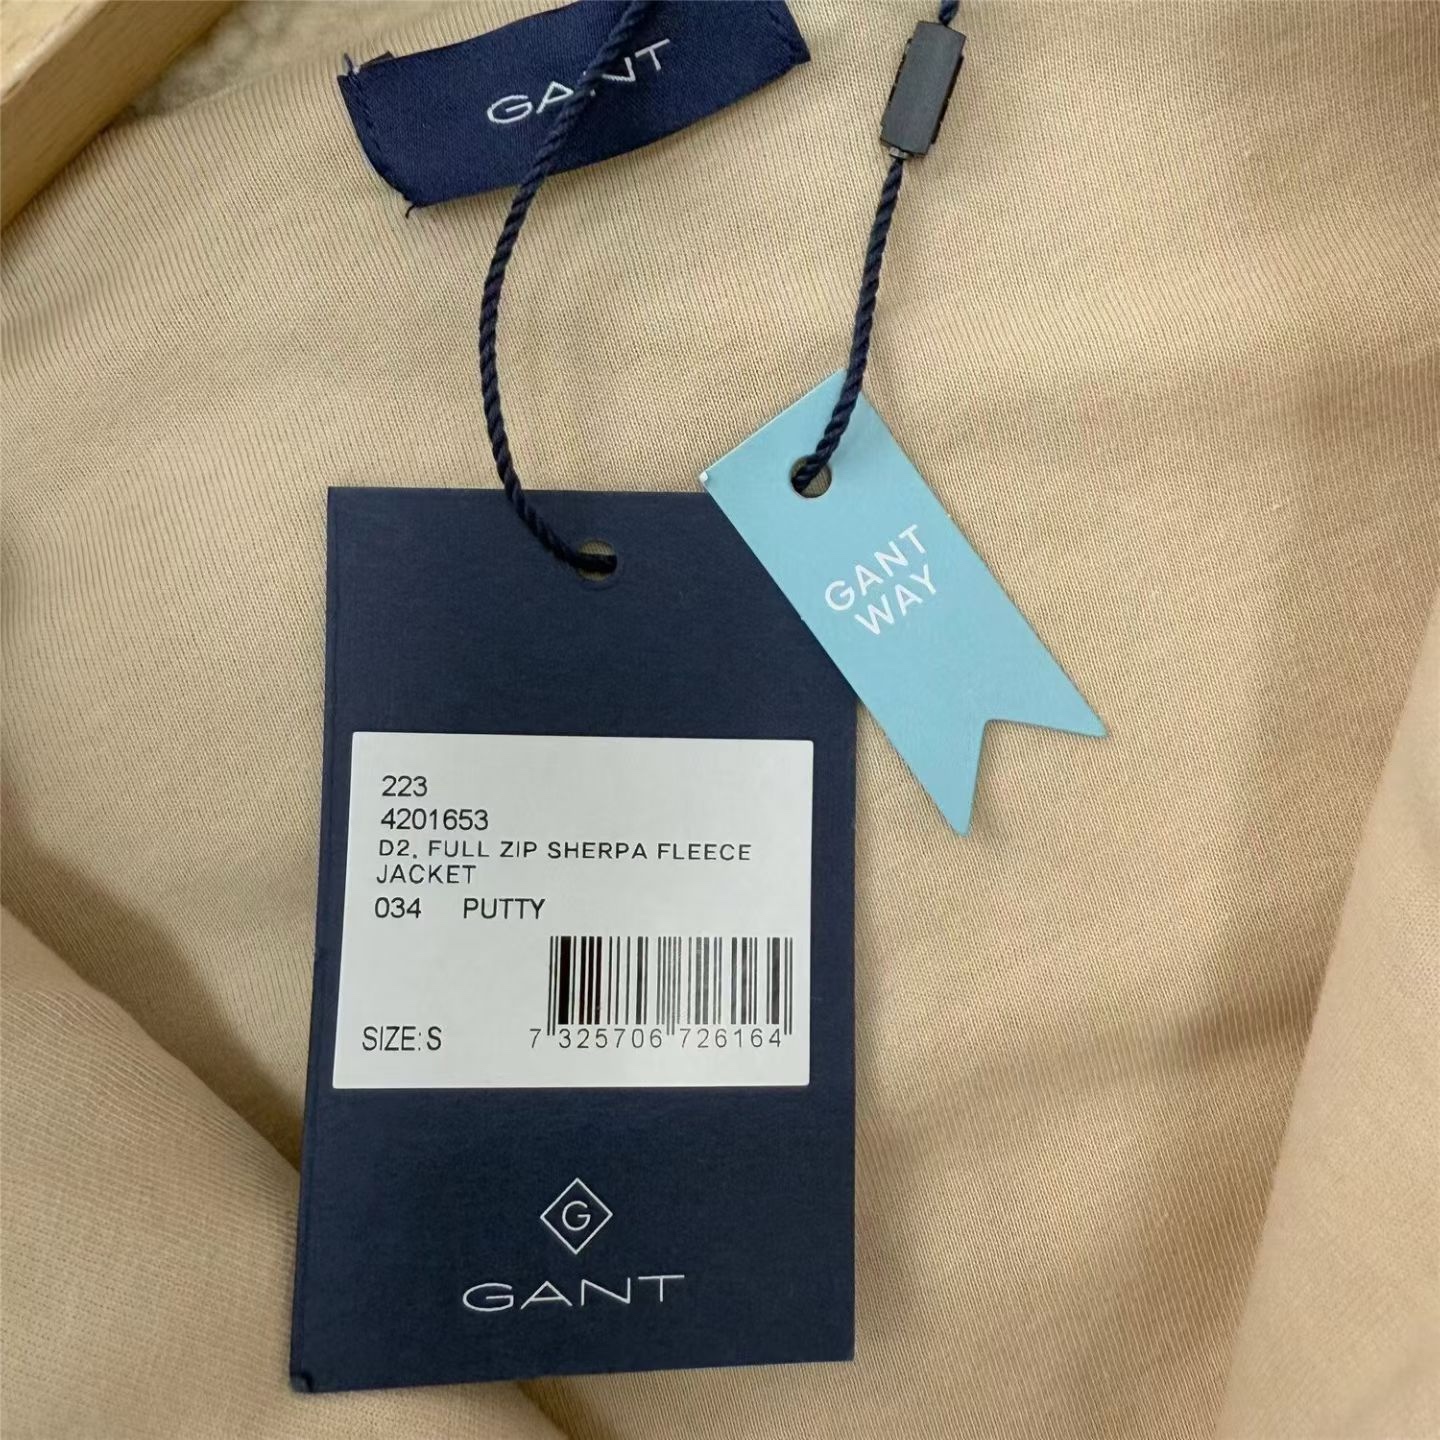 GANT
GANT
WAY
223
4201653
D2. FULL ZIP SHERPA FLEECE
JACKET
034 PUTTY
SIZE: S
7 325706 726164
G
GANT